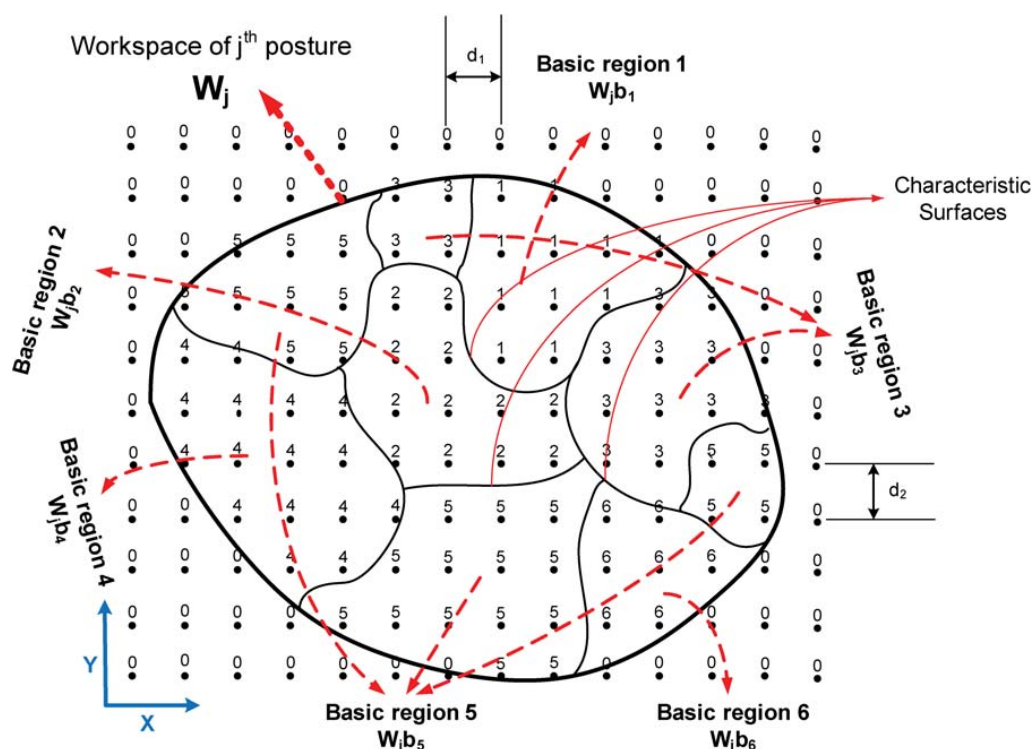 Workspace of jth posture
Wj
d1
Basic region 1
Wjb1
0 0 0 0 0 0 0 0 0 0 0 0 0 0
0 0 0 0 0 3 3 1 1 0 0 0 0 0
Characteristic
Surfaces
0 0 5 5 5 3 3 1 1 1 1 0 0 0
Basic region 2
Wjb2
0 5 5 5 5 2 2 1 1 1 3 3 0 0
0 4 4 5 5 2 2 1 1 3 3 3 0 0
Basic region 3
Wjb3
0 4 4 4 4 2 2 2 2 3 3 3 3 0
0 4 4 4 4 2 2 2 2 3 3 5 5 0
d2
Basic region 4
Wjb4
0 0 4 4 4 4 5 5 5 6 6 5 5 0
0 0 0 4 4 5 5 5 5 6 6 6 0 0
0 0 0 0 5 5 5 5 5 6 6 0 0 0
0 0 0 0 0 0 0 5 5 0 0 0 0 0
Y
X
Basic region 5
Wjb5
Basic region 6
Wjb6